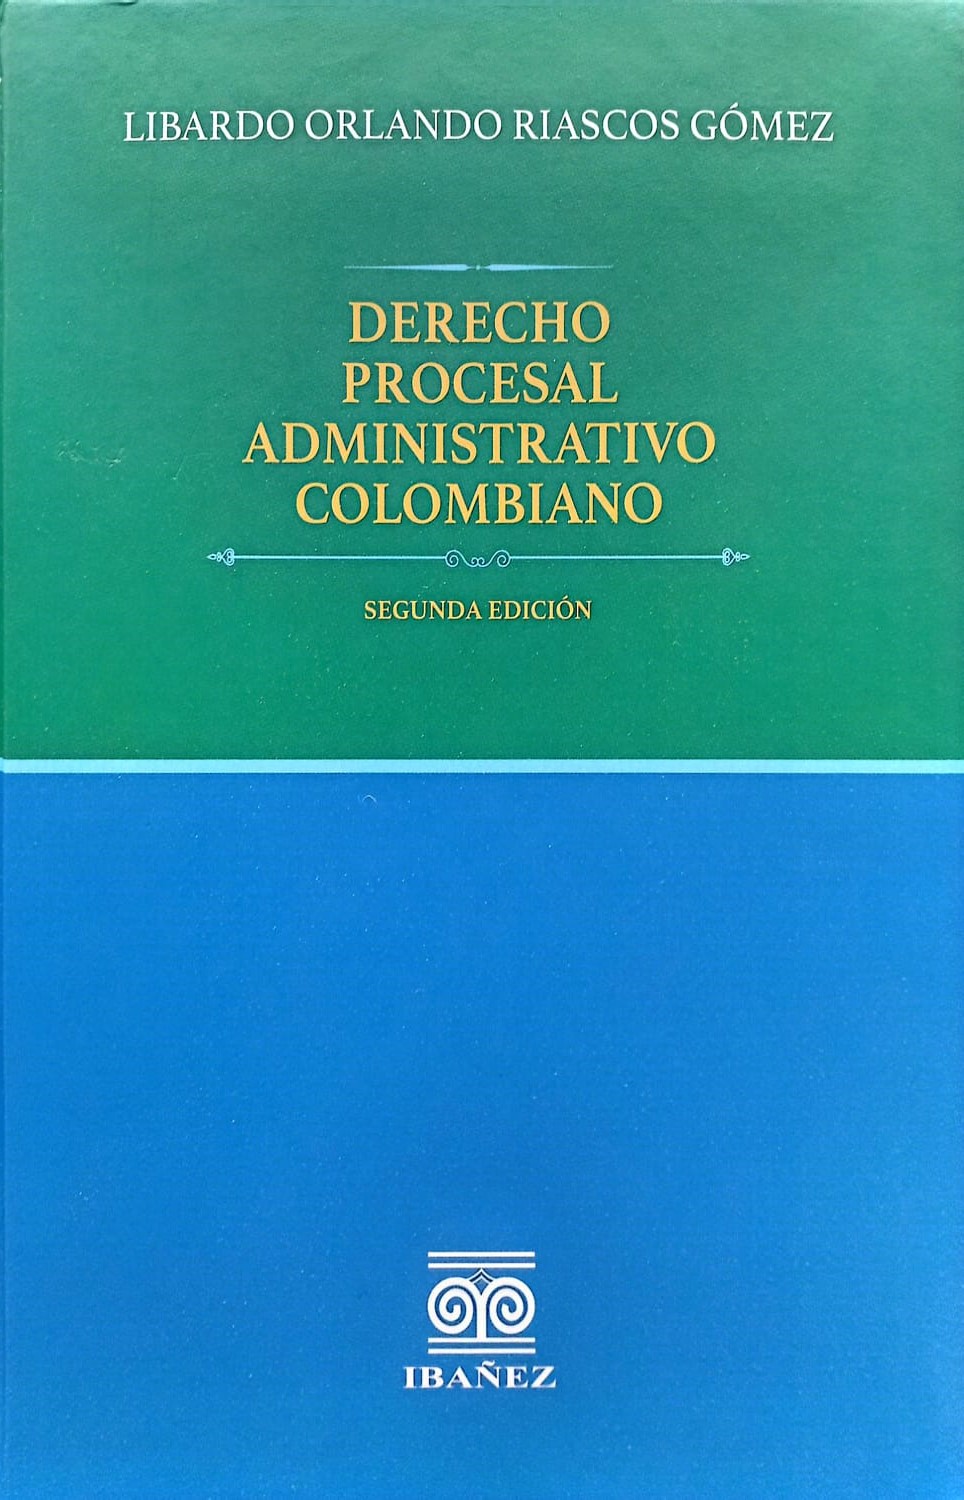 LIBARDO ORLANDO RIASCOS GÓMEZ
DERECHO
PROCESAL
ADMINISTRATIVO
COLOMBIANO
SEGUNDA EDICIÓN
IBAÑEZ